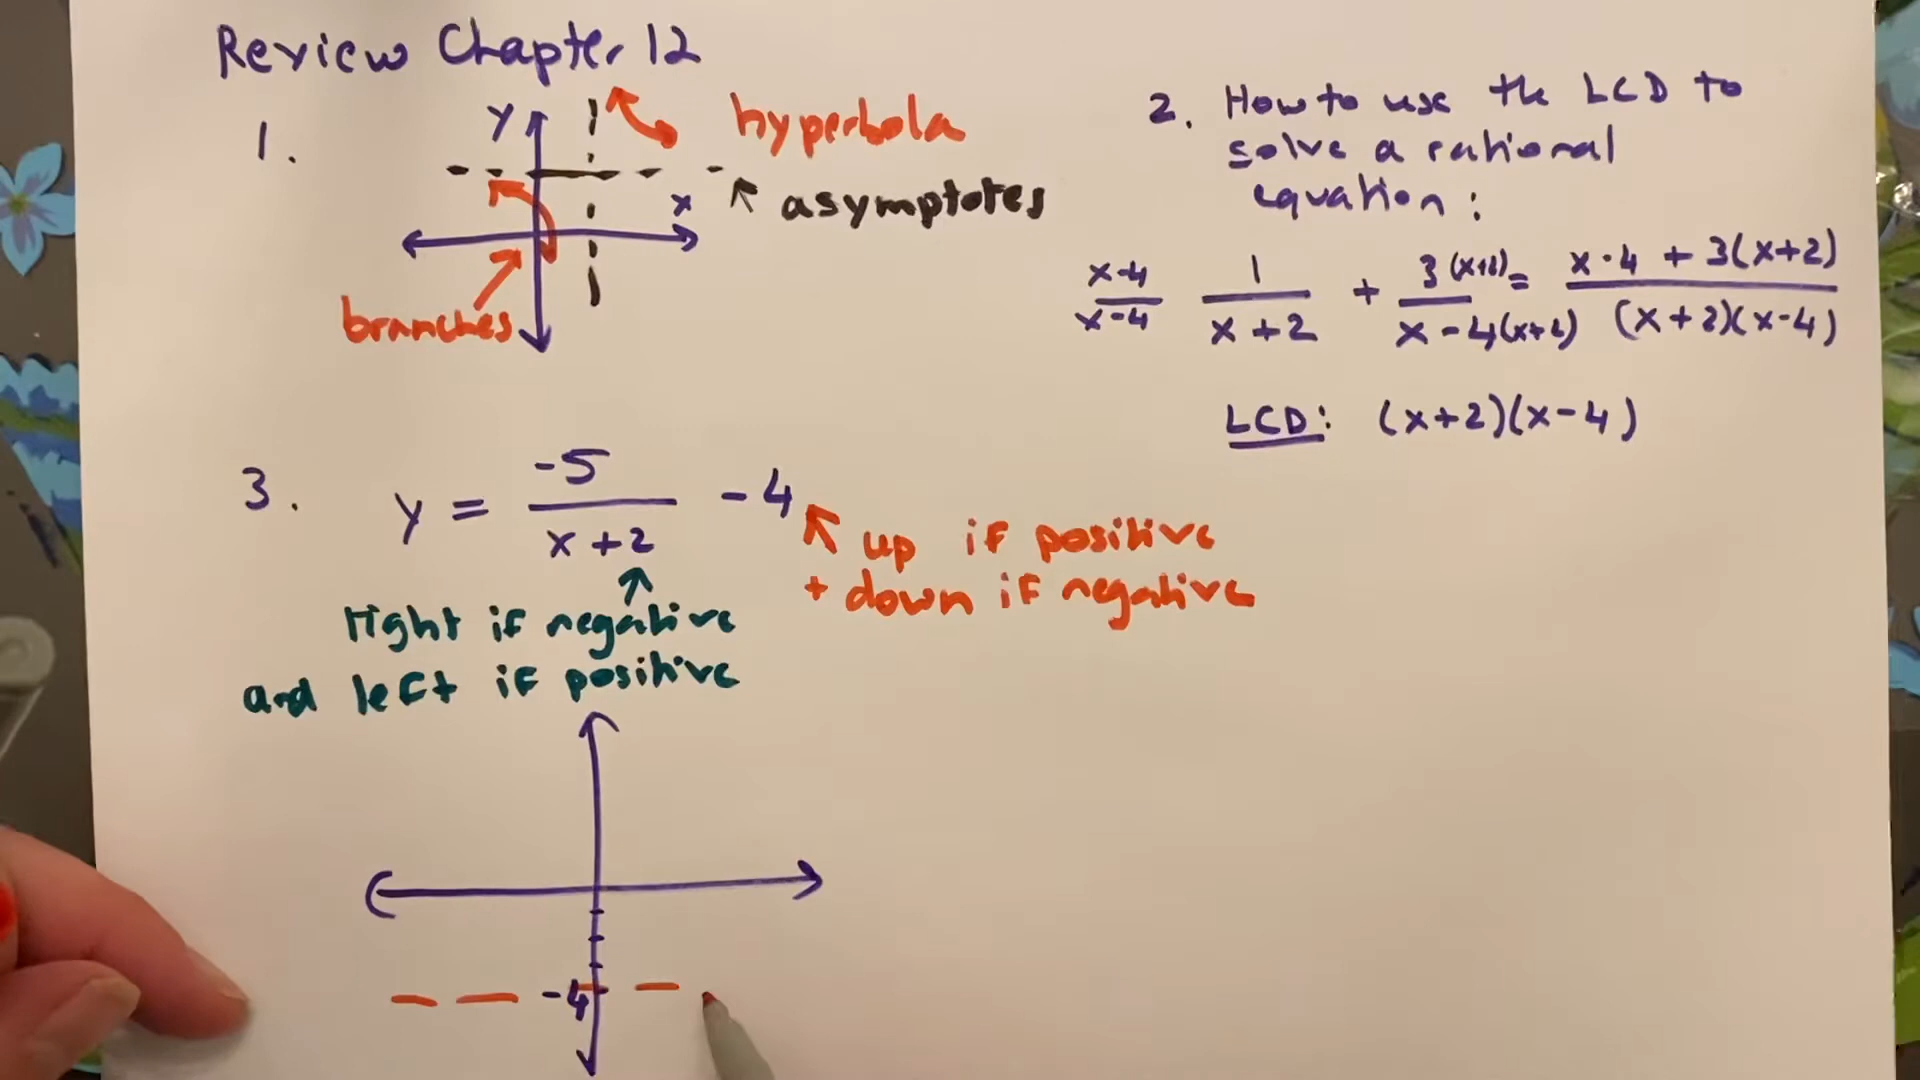 Review Chapter 12
1.
y
x
hyperbola
asymptotes
branches
2. How to use the LCD to
solve a rational
equation:
x-4/x-4 1/x+2 + 3(x+2)/x-4(x+2) = x·4 + 3(x+2)/(x+2)(x-4)
LCD: (x+2)(x-4)
3. y = -5/x+2 -4
up if positive
+ down if negative
right if negative
and left if positive
-4